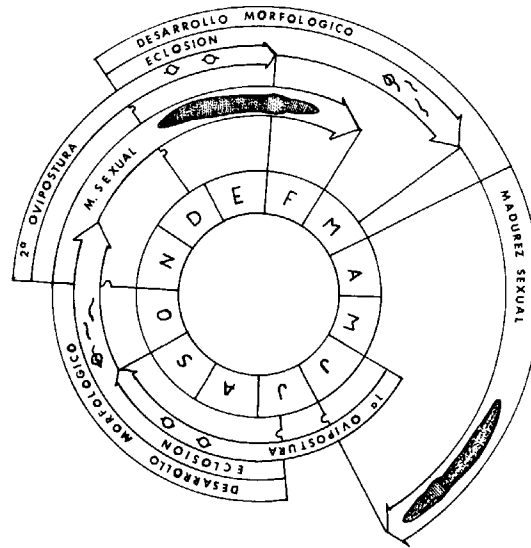 DESARROLLO MORFOLOGICO
ECLOSION
MADUREZ SEXUAL
2ª OVIPOSTURA
M. SEXUAL
E
F
M
A
M
J
J
A
S
O
N
D
1ª OVIPOSTURA
ECLOSION
DESARROLLO MORFOLOGICO